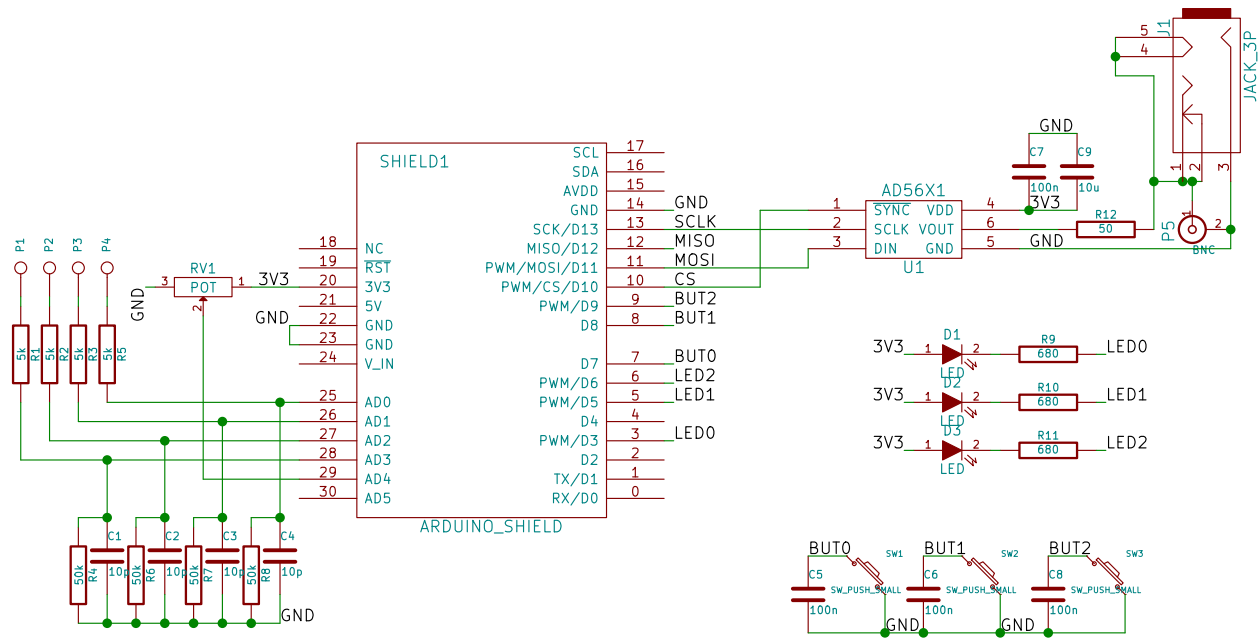 J1
5
4
JACK_3P
1
2
3
SHIELD1
ARDUINO_SHIELD
SCL 17
SDA 16
AVDD 15
GND 14 GND
SCK/D13 13 SCLK
MISO/D12 12 MISO
PWM/MOSI/D11 11 MOSI
PWM/CS/D10 10 CS
PWM/D9 9 BUT2
D8 8 BUT1
D7 7 BUT0
PWM/D6 6 LED2
PWM/D5 5 LED1
D4 4
PWM/D3 3 LED0
D2 2
TX/D1 1
RX/D0 0
18 NC
19 RST
20 3V3
21 5V
22 GND
23 GND
24 V_IN
25 AD0
26 AD1
27 AD2
28 AD3
29 AD4
30 AD5
P1
P2
P3
P4
RV1
3 POT 1
2
GND
3V3
GND
5k R1
5k R2
5k R3
5k R5
50k R4
C1
10p
50k R6
C2
10p
50k R7
C3
10p
50k R8
C4
10p
GND
GND
C7
100n
C9
10u
3V3
AD56X1
1 SYNC VDD 4
2 SCLK VOUT 6
3 DIN GND 5
U1
GND
R12
50
P5
1
2
BNC
3V3 1 D1 2 R9 LED0
LED 680
3V3 1 D2 2 R10 LED1
LED 680
3V3 1 D3 2 R11 LED2
LED 680
BUT0
SW1
C5
SW_PUSH_SMALL
100n
GND
BUT1
SW2
C6
SW_PUSH_SMALL
100n
GND
BUT2
SW3
C8
SW_PUSH_SMALL
100n